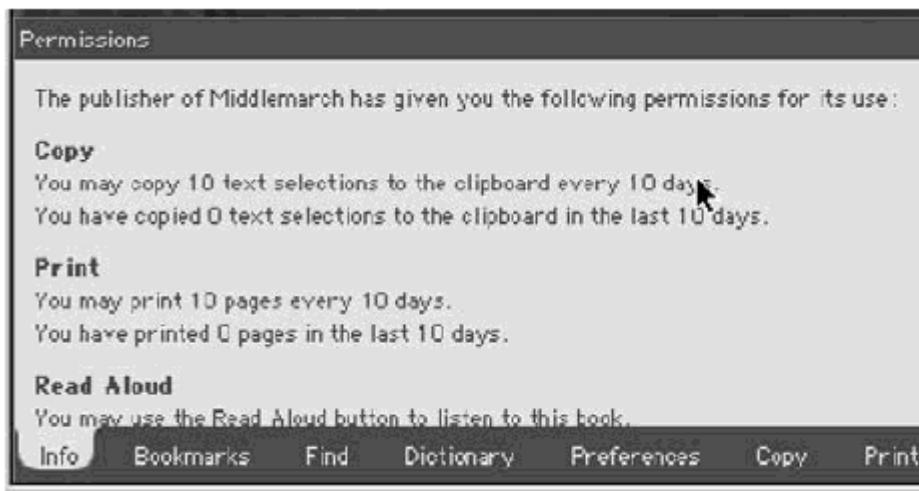 Permissions
The publisher of Middlemarch has given you the following permissions for its use:
Copy
You may copy 10 text selections to the clipboard every 10 days.
You have copied 0 text selections to the clipboard in the last 10 days.
Print
You may print 10 pages every 10 days.
You have printed 0 pages in the last 10 days.
Read Aloud
You may use the Read Aloud button to listen to this book.
Info Bookmarks Find Dictionary Preferences Copy Print